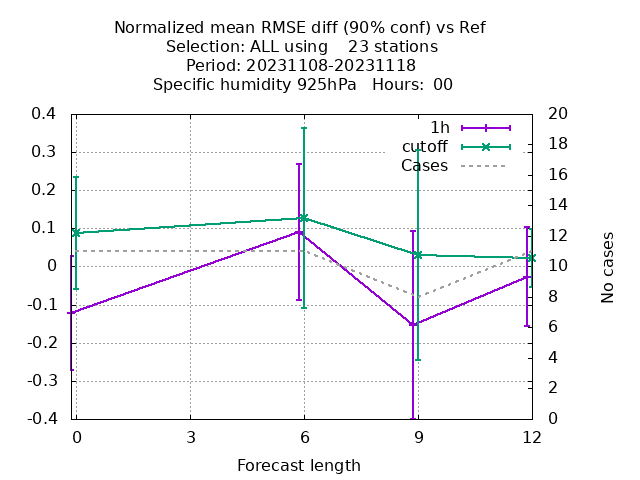 Normalized mean RMSE diff (90% conf) vs Ref
Selection: ALL using    23 stations
Period: 20231108-20231118
Specific humidity 925hPa   Hours:  00
0.4
0.3
0.2
0.1
0
-0.1
-0.2
-0.3
-0.4
1h
cutoff
Cases
20
18
16
14
12
10
8
6
4
2
0
No cases
0
3
6
9
12
Forecast length